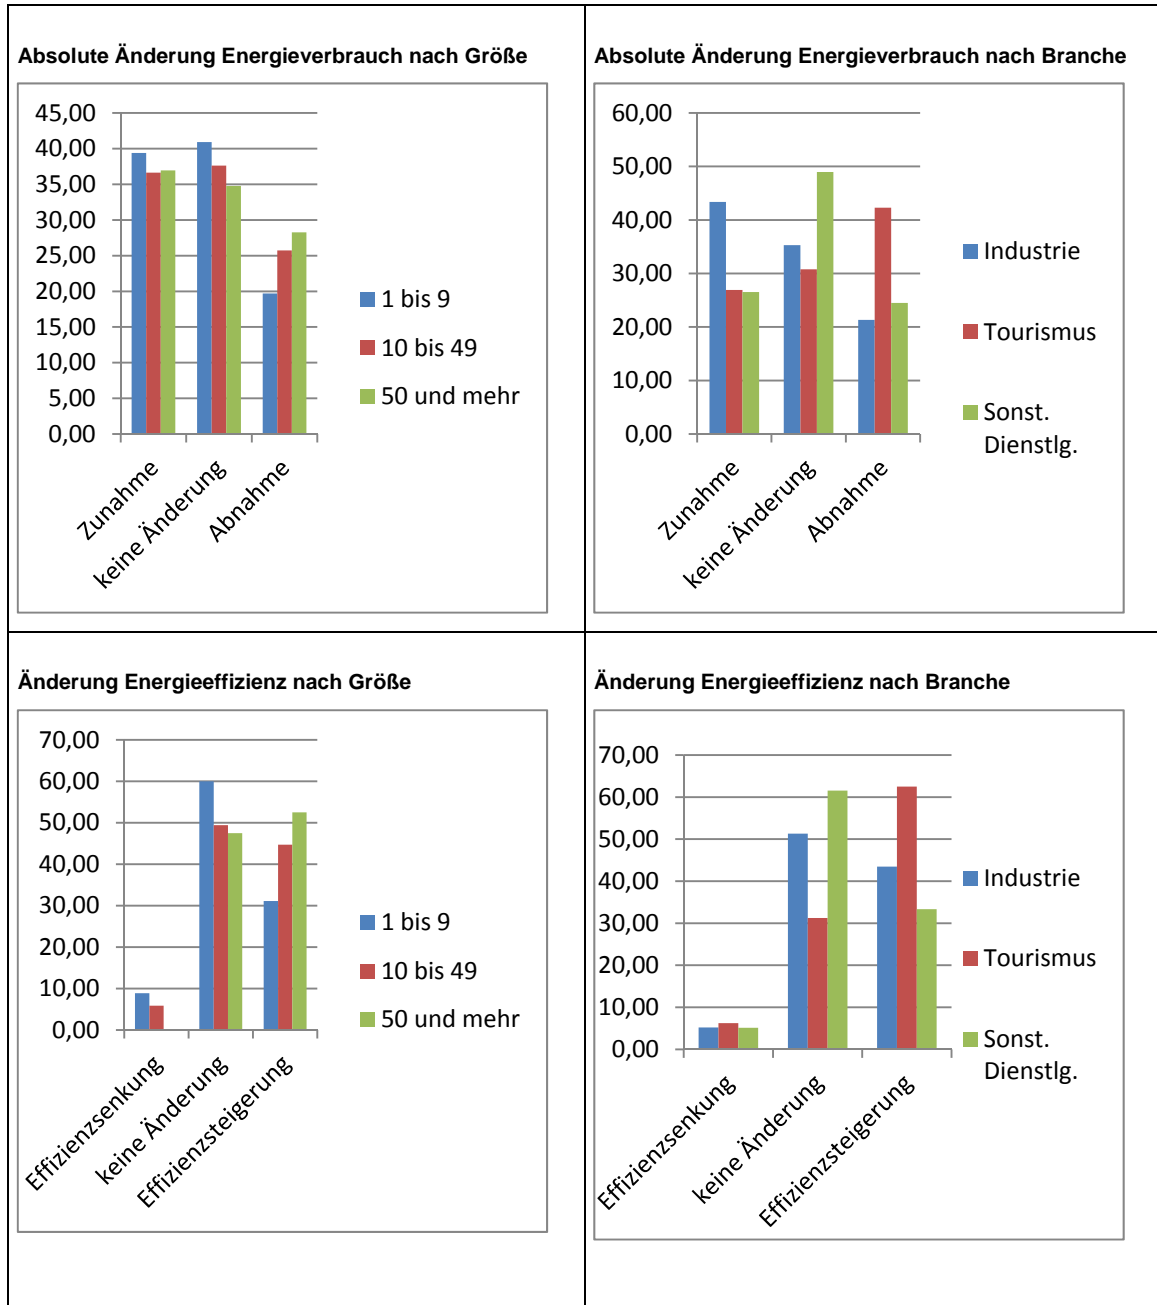 Absolute Änderung Energieverbrauch nach Größe
45,00
40,00
35,00
30,00
25,00
20,00
15,00
10,00
5,00
0,00
Zunahme
keine Änderung
Abnahme
1 bis 9
10 bis 49
50 und mehr
Absolute Änderung Energieverbrauch nach Branche
60,00
50,00
40,00
30,00
20,00
10,00
0,00
Zunahme
keine Änderung
Abnahme
Industrie
Tourismus
Sonst.
Dienstlg.
Änderung Energieeffizienz nach Größe
70,00
60,00
50,00
40,00
30,00
20,00
10,00
0,00
Effizienzsenkung
keine Änderung
Effizienzsteigerung
1 bis 9
10 bis 49
50 und mehr
Änderung Energieeffizienz nach Branche
70,00
60,00
50,00
40,00
30,00
20,00
10,00
0,00
Effizienzsenkung
keine Änderung
Effizienzsteigerung
Industrie
Tourismus
Sonst.
Dienstlg.